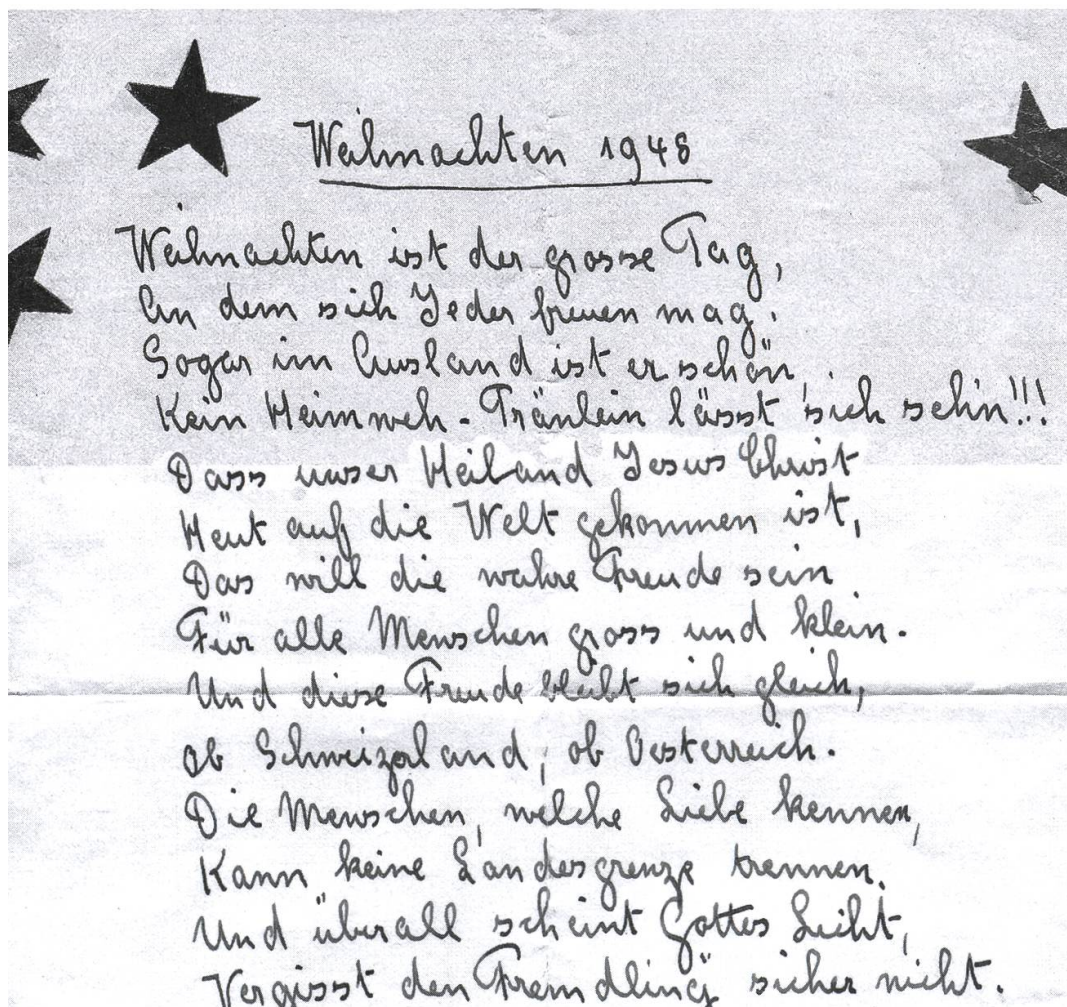 Weihnachten 1948
Weihnachten ist der grosse Tag,
An dem sich Jeder freuen mag.
Sogar im Ausland ist er schön,
Kein Heimweh-Fräulein lässt sich sehn!!!
Dass unser Heiland Jesus Christ
Heut auf die Welt gekommen ist,
Das will die wahre Freude sein
Für alle Menschen gross und klein.
Und diese Freude bleibt sich gleich,
ob Schweizerland, ob Oesterreich.
Die Menschen, welche Liebe kennen,
Kann keine Landesgrenze trennen.
Und überall scheint Gottes Licht,
Vergisst den Fremdling sicher nicht.